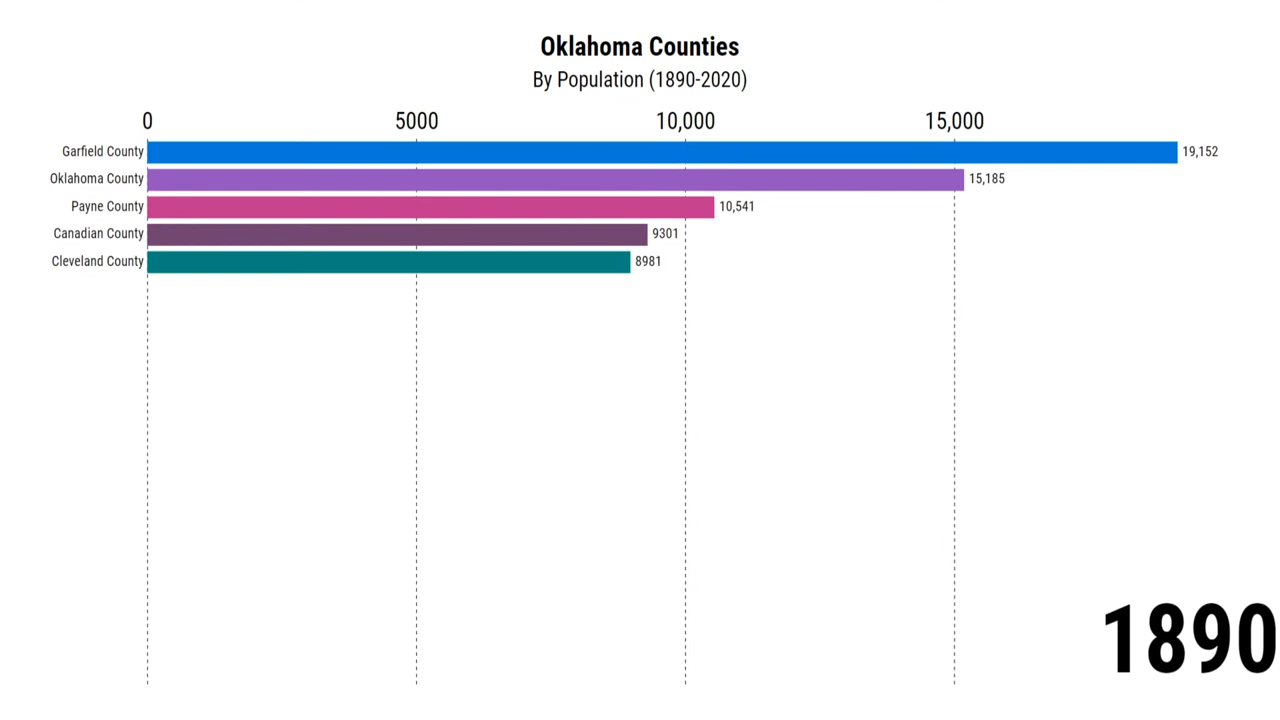 Oklahoma Counties
By Population (1890-2020)
0 5000 10,000 15,000
Garfield County 19,152
Oklahoma County 15,185
Payne County 10,541
Canadian County 9301
Cleveland County 8981
1890